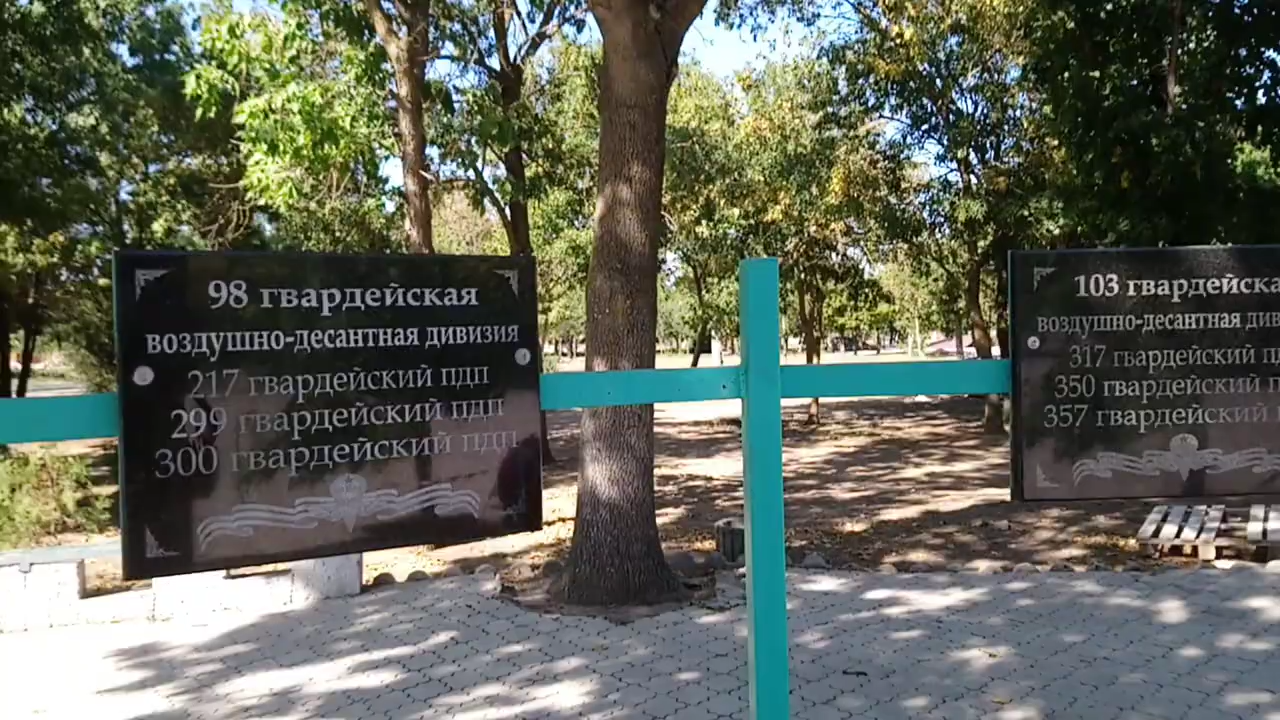 98 гвардейская
воздушно-десантная дивизия
217 гвардейский пдп
299 гвардейский пдп
300 гвардейский пдп
103 гвардейска
воздушно-десантная див
317 гвардейский п
350 гвардейский п
357 гвардейский